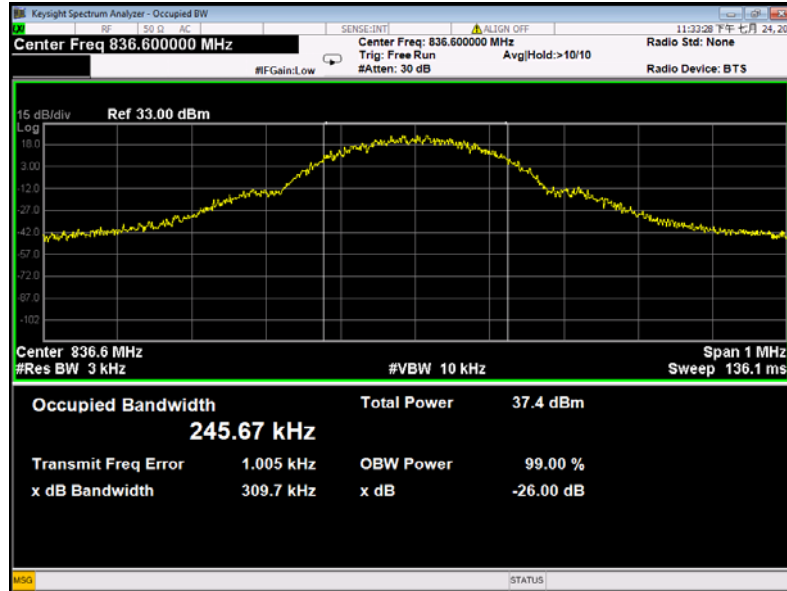 Keysight Spectrum Analyzer - Occupied BW
RF 50 Ω AC SENSE:INT ALIGN OFF 11:33:28 下午 七月 24, 20
Center Freq 836.600000 MHz
Center Freq: 836.600000 MHz
Radio Std: None
Trig: Free Run Avg|Hold:>10/10
#IFGain:Low #Atten: 30 dB Radio Device: BTS
15 dB/div Ref 33.00 dBm
Log
18.0
3.00
-12.0
-27.0
-42.0
-57.0
-72.0
-87.0
-102
Center 836.6 MHz Span 1 MHz
#Res BW 3 kHz #VBW 10 kHz Sweep 136.1 ms
Occupied Bandwidth Total Power 37.4 dBm
245.67 kHz
Transmit Freq Error 1.005 kHz OBW Power 99.00 %
x dB Bandwidth 309.7 kHz x dB -26.00 dB
MSG STATUS